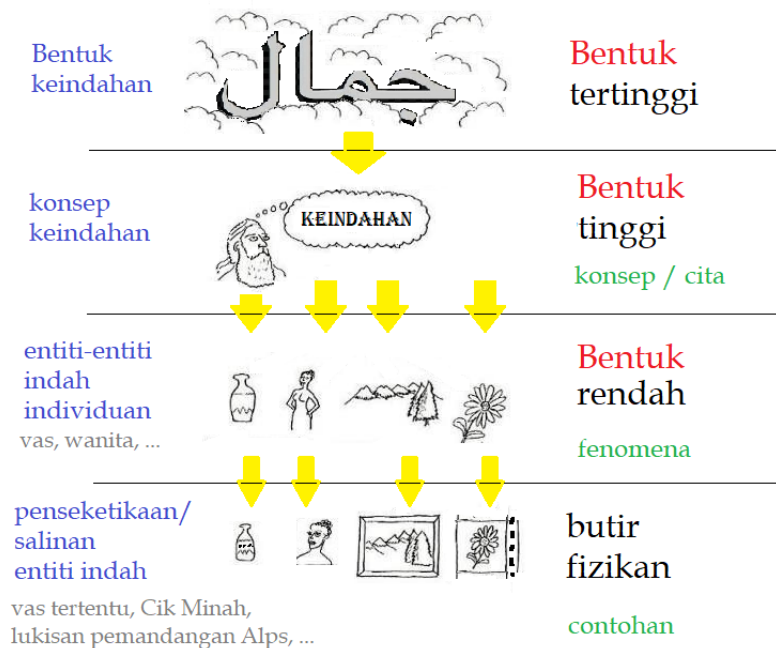 Bentuk
keindahan
جمال
Bentuk
tertinggi
konsep
keindahan
KEINDAHAN
Bentuk
tinggi
konsep / cita
entiti-entiti
indah
individuan
vas, wanita, ...
Bentuk
rendah
fenomena
penseketikaan/
salinan
entiti indah
vas tertentu, Cik Minah,
lukisan pemandangan Alps, ...
butir
fizikan
contohan